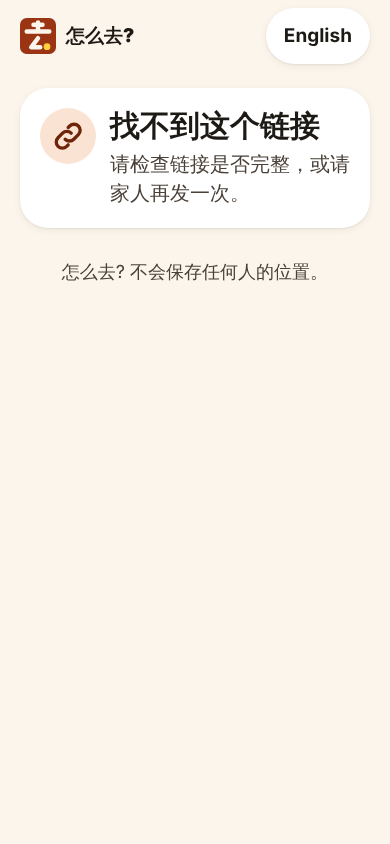 去
怎么去?
English
找不到这个链接
请检查链接是否完整，或请
家人再发一次。
怎么去? 不会保存任何人的位置。